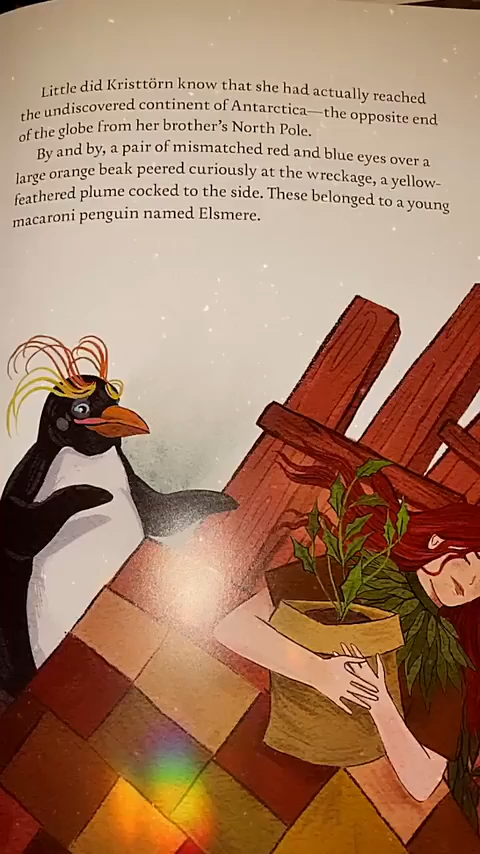 Little did Kristtörn know that she had actually reached
the undiscovered continent of Antarctica—the opposite end
of the globe from her brother's North Pole.
By and by, a pair of mismatched red and blue eyes over a
large orange beak peered curiously at the wreckage, a yellow-
feathered plume cocked to the side. These belonged to a young
macaroni penguin named Elsmere.